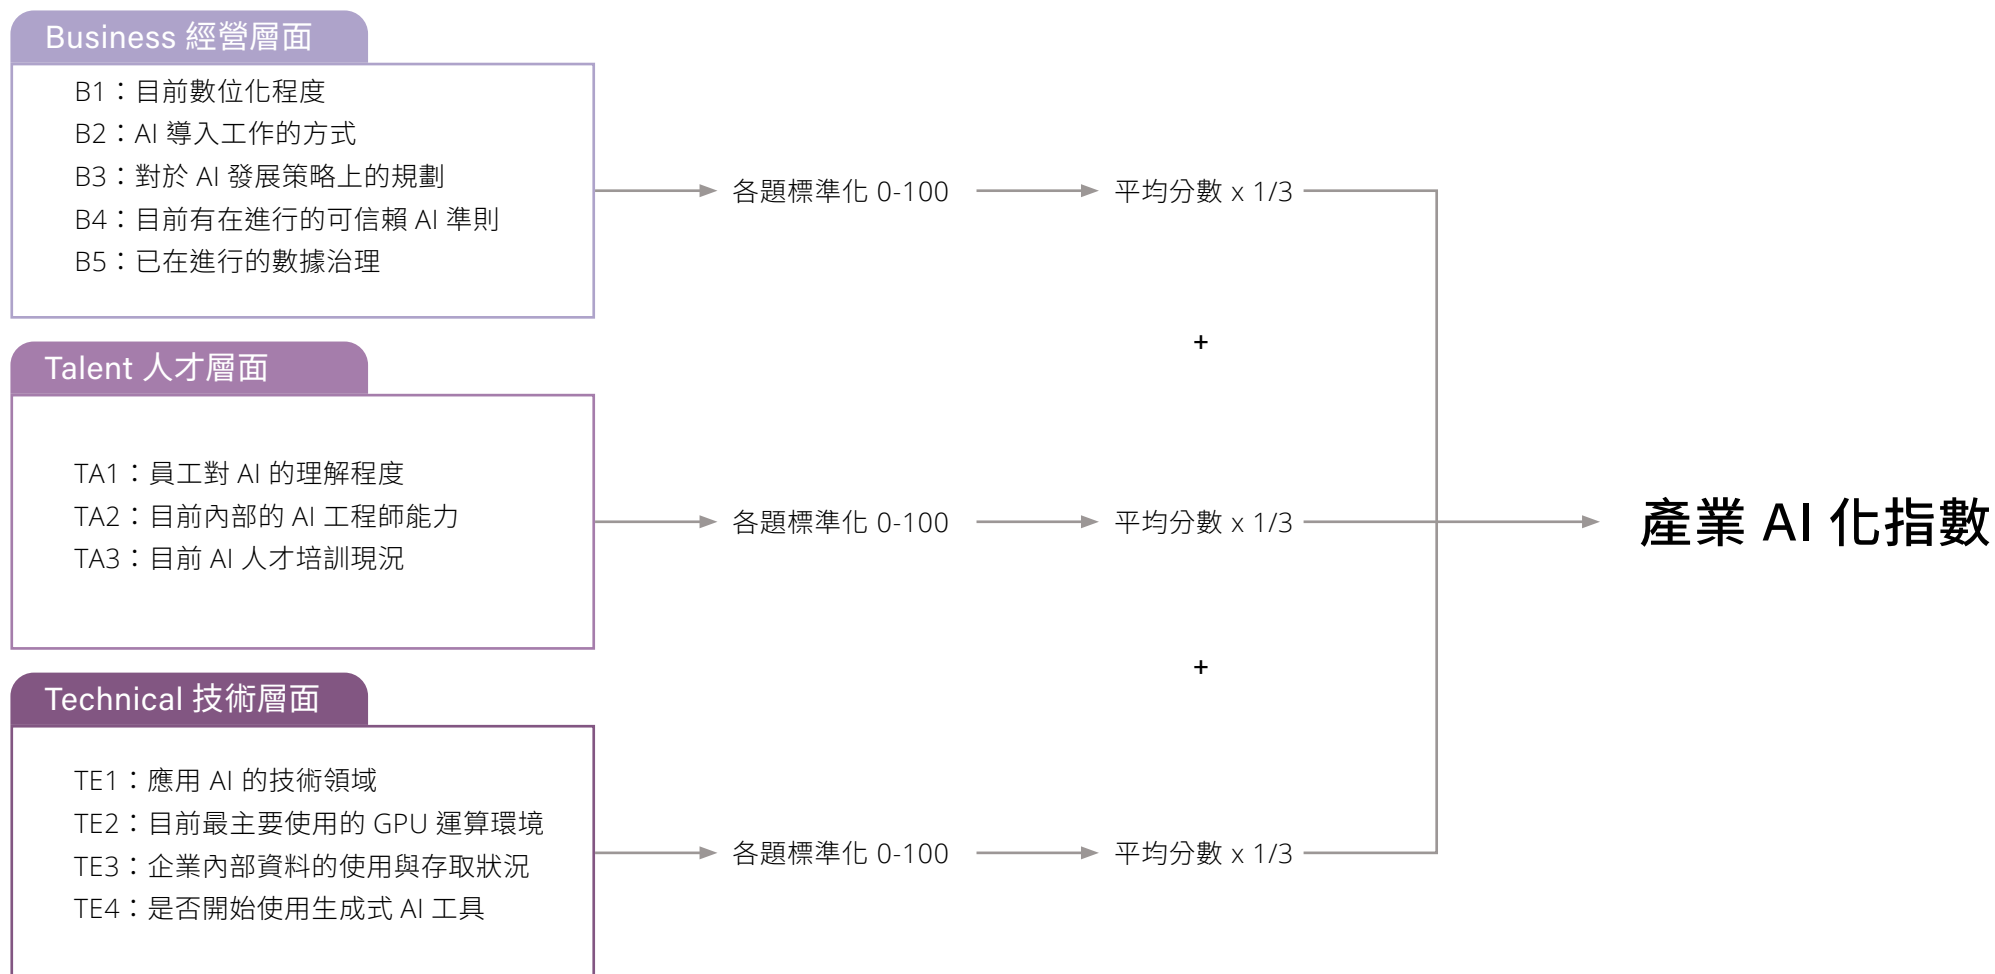 Business 經營層面
B1：目前數位化程度
B2：AI 導入工作的方式
B3：對於 AI 發展策略上的規劃
B4：目前有在進行的可信賴 AI 準則
B5：已在進行的數據治理
各題標準化 0-100
平均分數 x 1/3
+
Talent 人才層面
TA1：員工對 AI 的理解程度
TA2：目前內部的 AI 工程師能力
TA3：目前 AI 人才培訓現況
各題標準化 0-100
平均分數 x 1/3
+
Technical 技術層面
TE1：應用 AI 的技術領域
TE2：目前最主要使用的 GPU 運算環境
TE3：企業內部資料的使用與存取狀況
TE4：是否開始使用生成式 AI 工具
各題標準化 0-100
平均分數 x 1/3
產業 AI 化指數